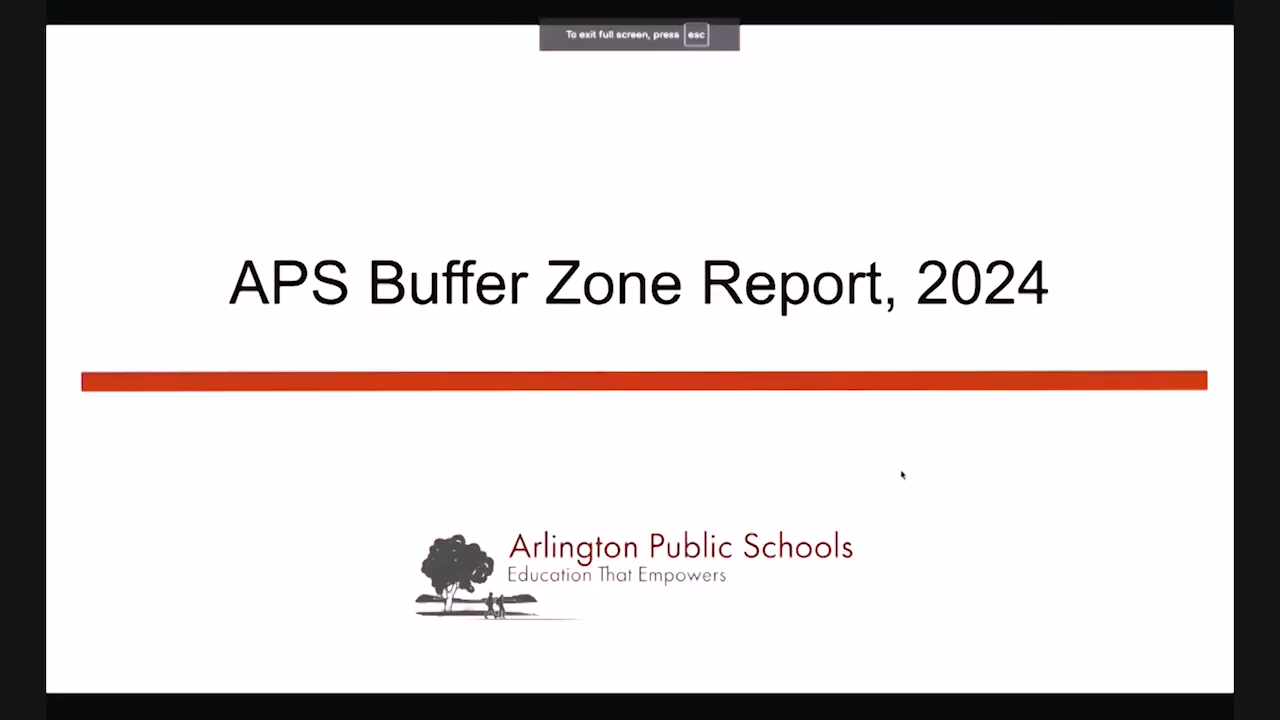 To exit full screen, press esc
APS Buffer Zone Report, 2024
Arlington Public Schools
Education That Empowers